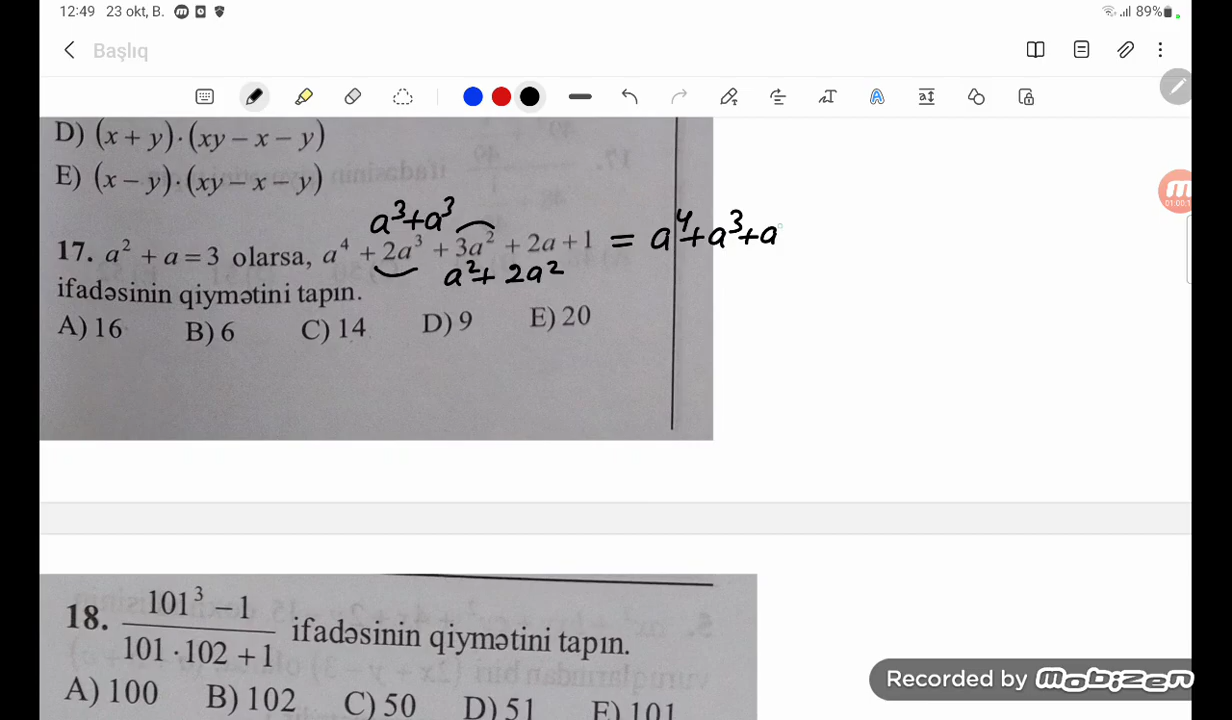 12:49 23 okt, B. 89%
Başlıq
D) (x + y)·(xy – x – y)
E) (x – y)·(xy – x – y)
a³+a³
17. a² + a = 3 olarsa, a⁴ + 2a³ + 3a² + 2a + 1 = a⁴+a³+a
a²+ 2a²
ifadəsinin qiymətini tapın.
A) 16 B) 6 C) 14 D) 9 E) 20
18. (101³ – 1)/(101 · 102 + 1) ifadəsinin qiymətini tapın.
A) 100 B) 102 C) 50 D) 51 E) 101
Recorded by mobizen